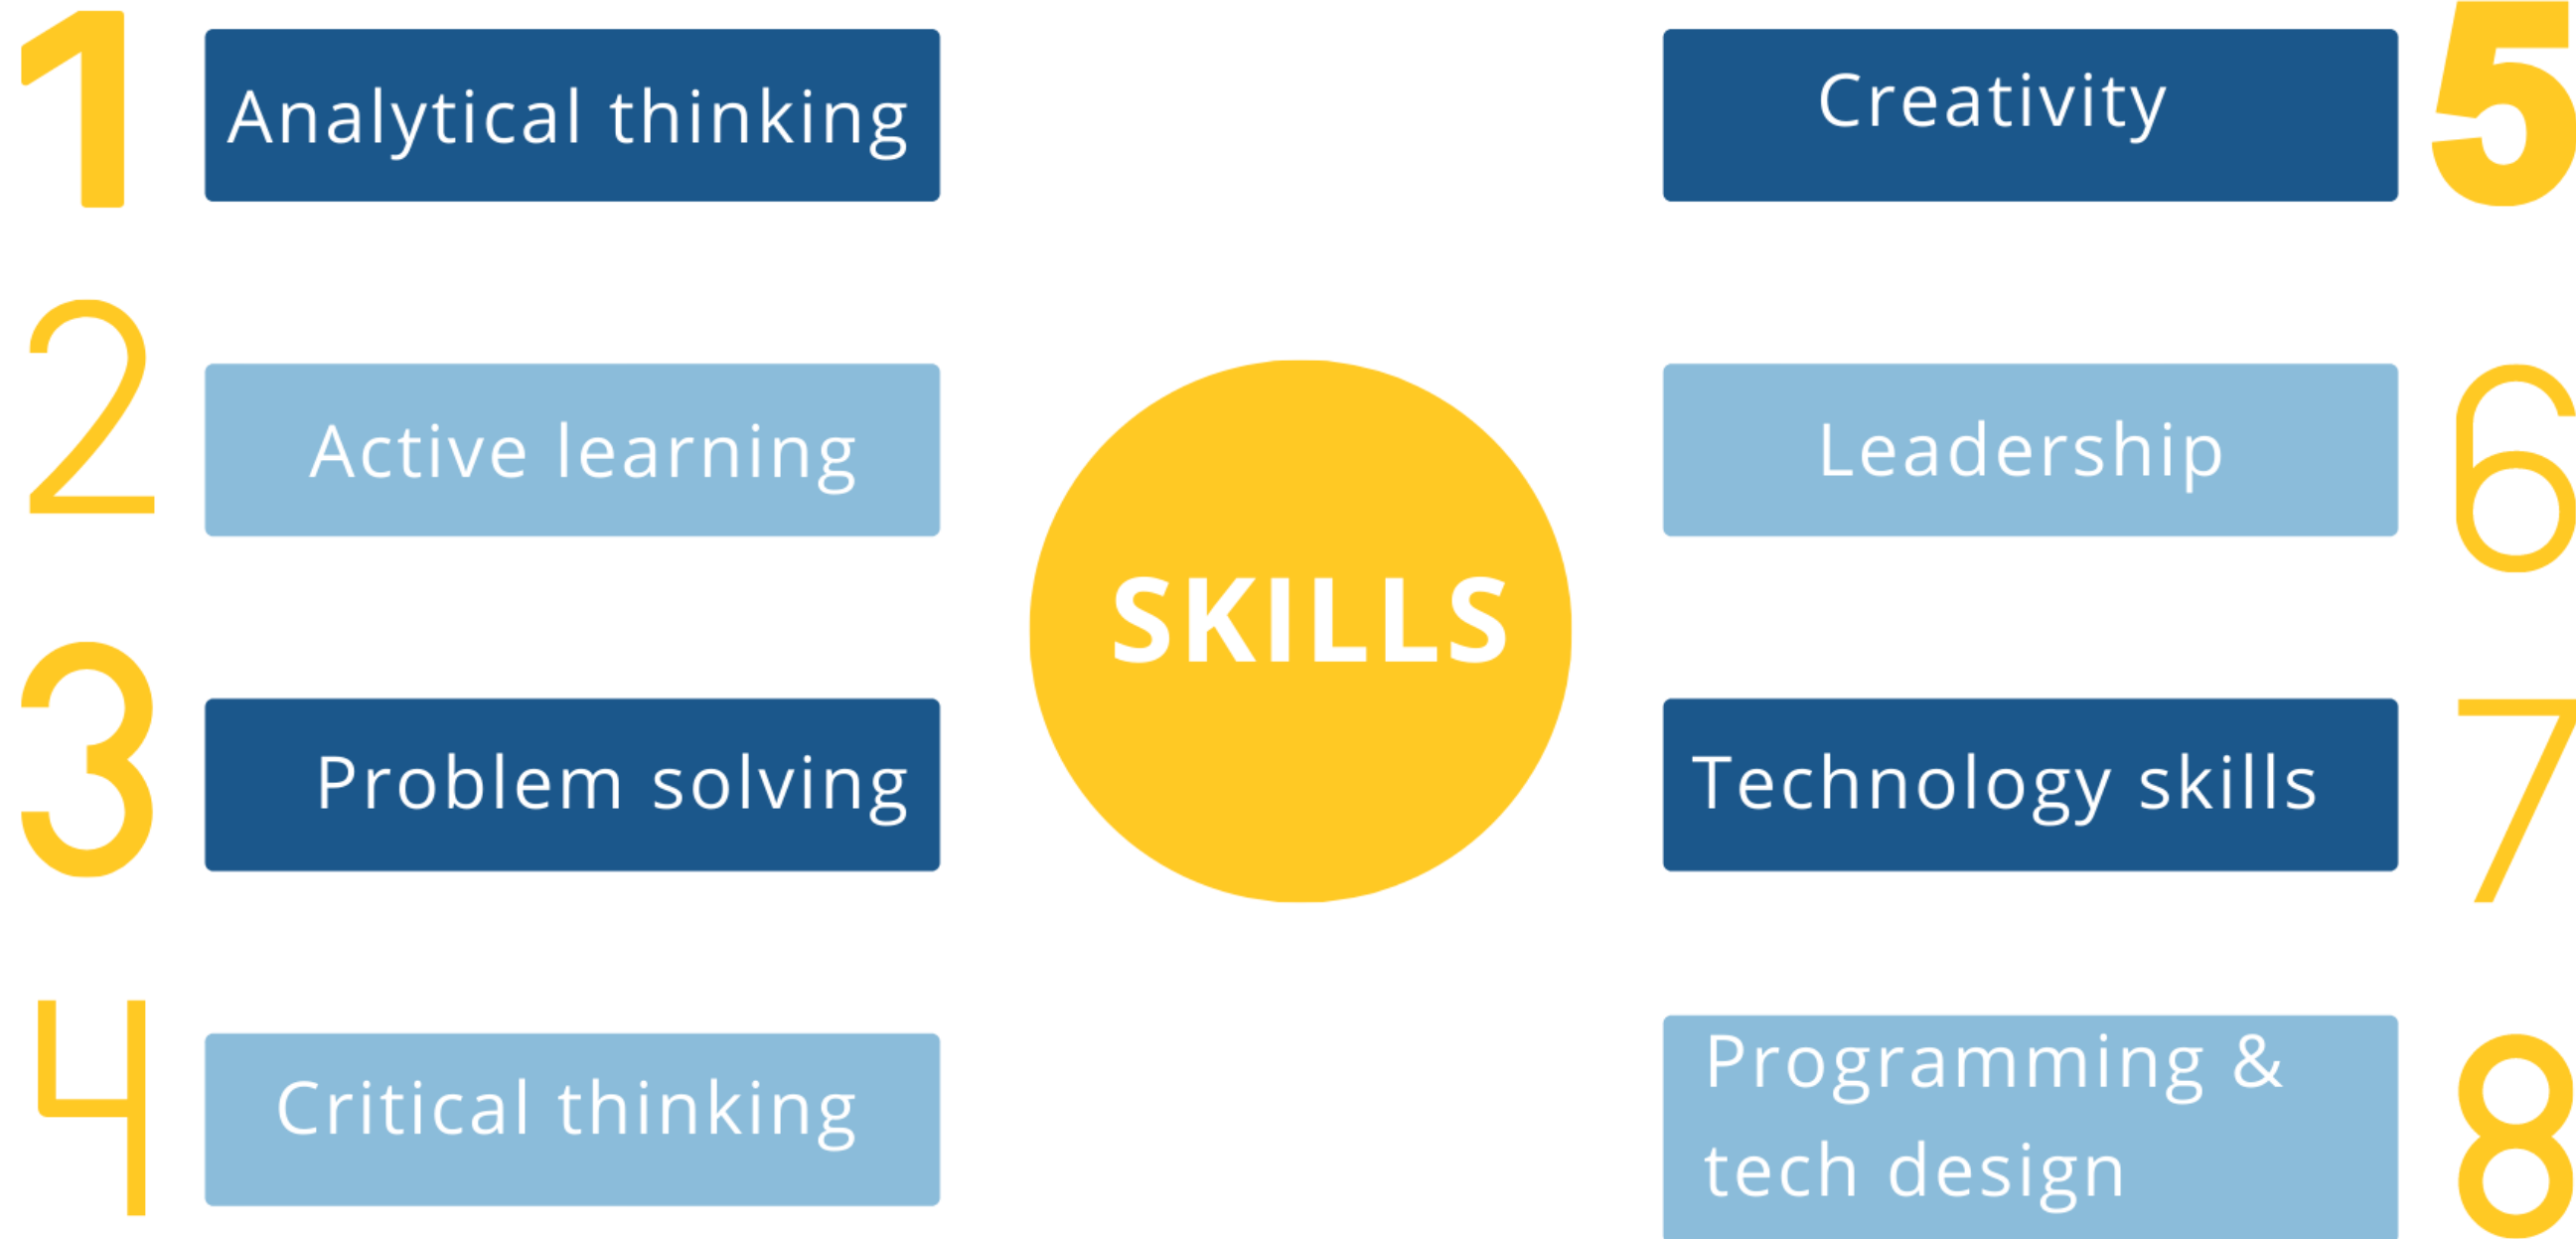 1
Analytical thinking
2
Active learning
3
Problem solving
4
Critical thinking
SKILLS
Creativity
5
Leadership
6
Technology skills
7
Programming &
tech design
8